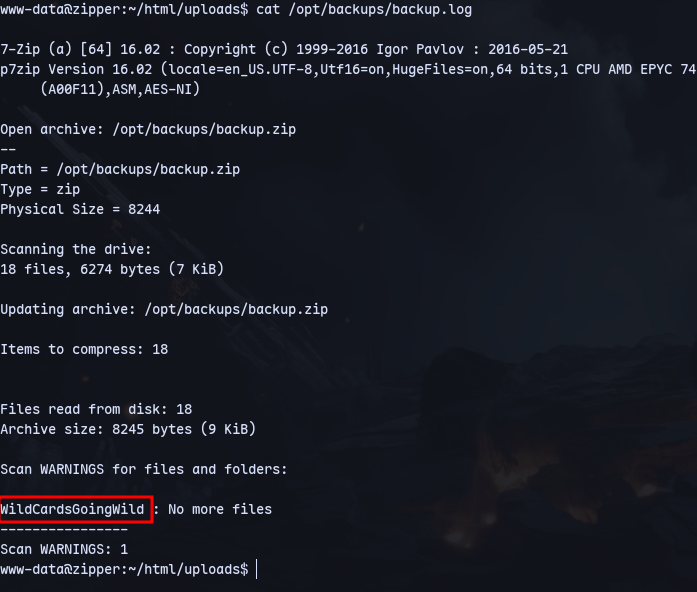 www-data@zipper:~/html/uploads$ cat /opt/backups/backup.log
7-Zip (a) [64] 16.02 : Copyright (c) 1999-2016 Igor Pavlov : 2016-05-21
p7zip Version 16.02 (locale=en_US.UTF-8,Utf16=on,HugeFiles=on,64 bits,1 CPU AMD EPYC 74
(A00F11),ASM,AES-NI)
Open archive: /opt/backups/backup.zip
--
Path = /opt/backups/backup.zip
Type = zip
Physical Size = 8244
Scanning the drive:
18 files, 6274 bytes (7 KiB)
Updating archive: /opt/backups/backup.zip
Items to compress: 18
Files read from disk: 18
Archive size: 8245 bytes (9 KiB)
Scan WARNINGS for files and folders:
WildCardsGoingWild : No more files
----------------
Scan WARNINGS: 1
www-data@zipper:~/html/uploads$